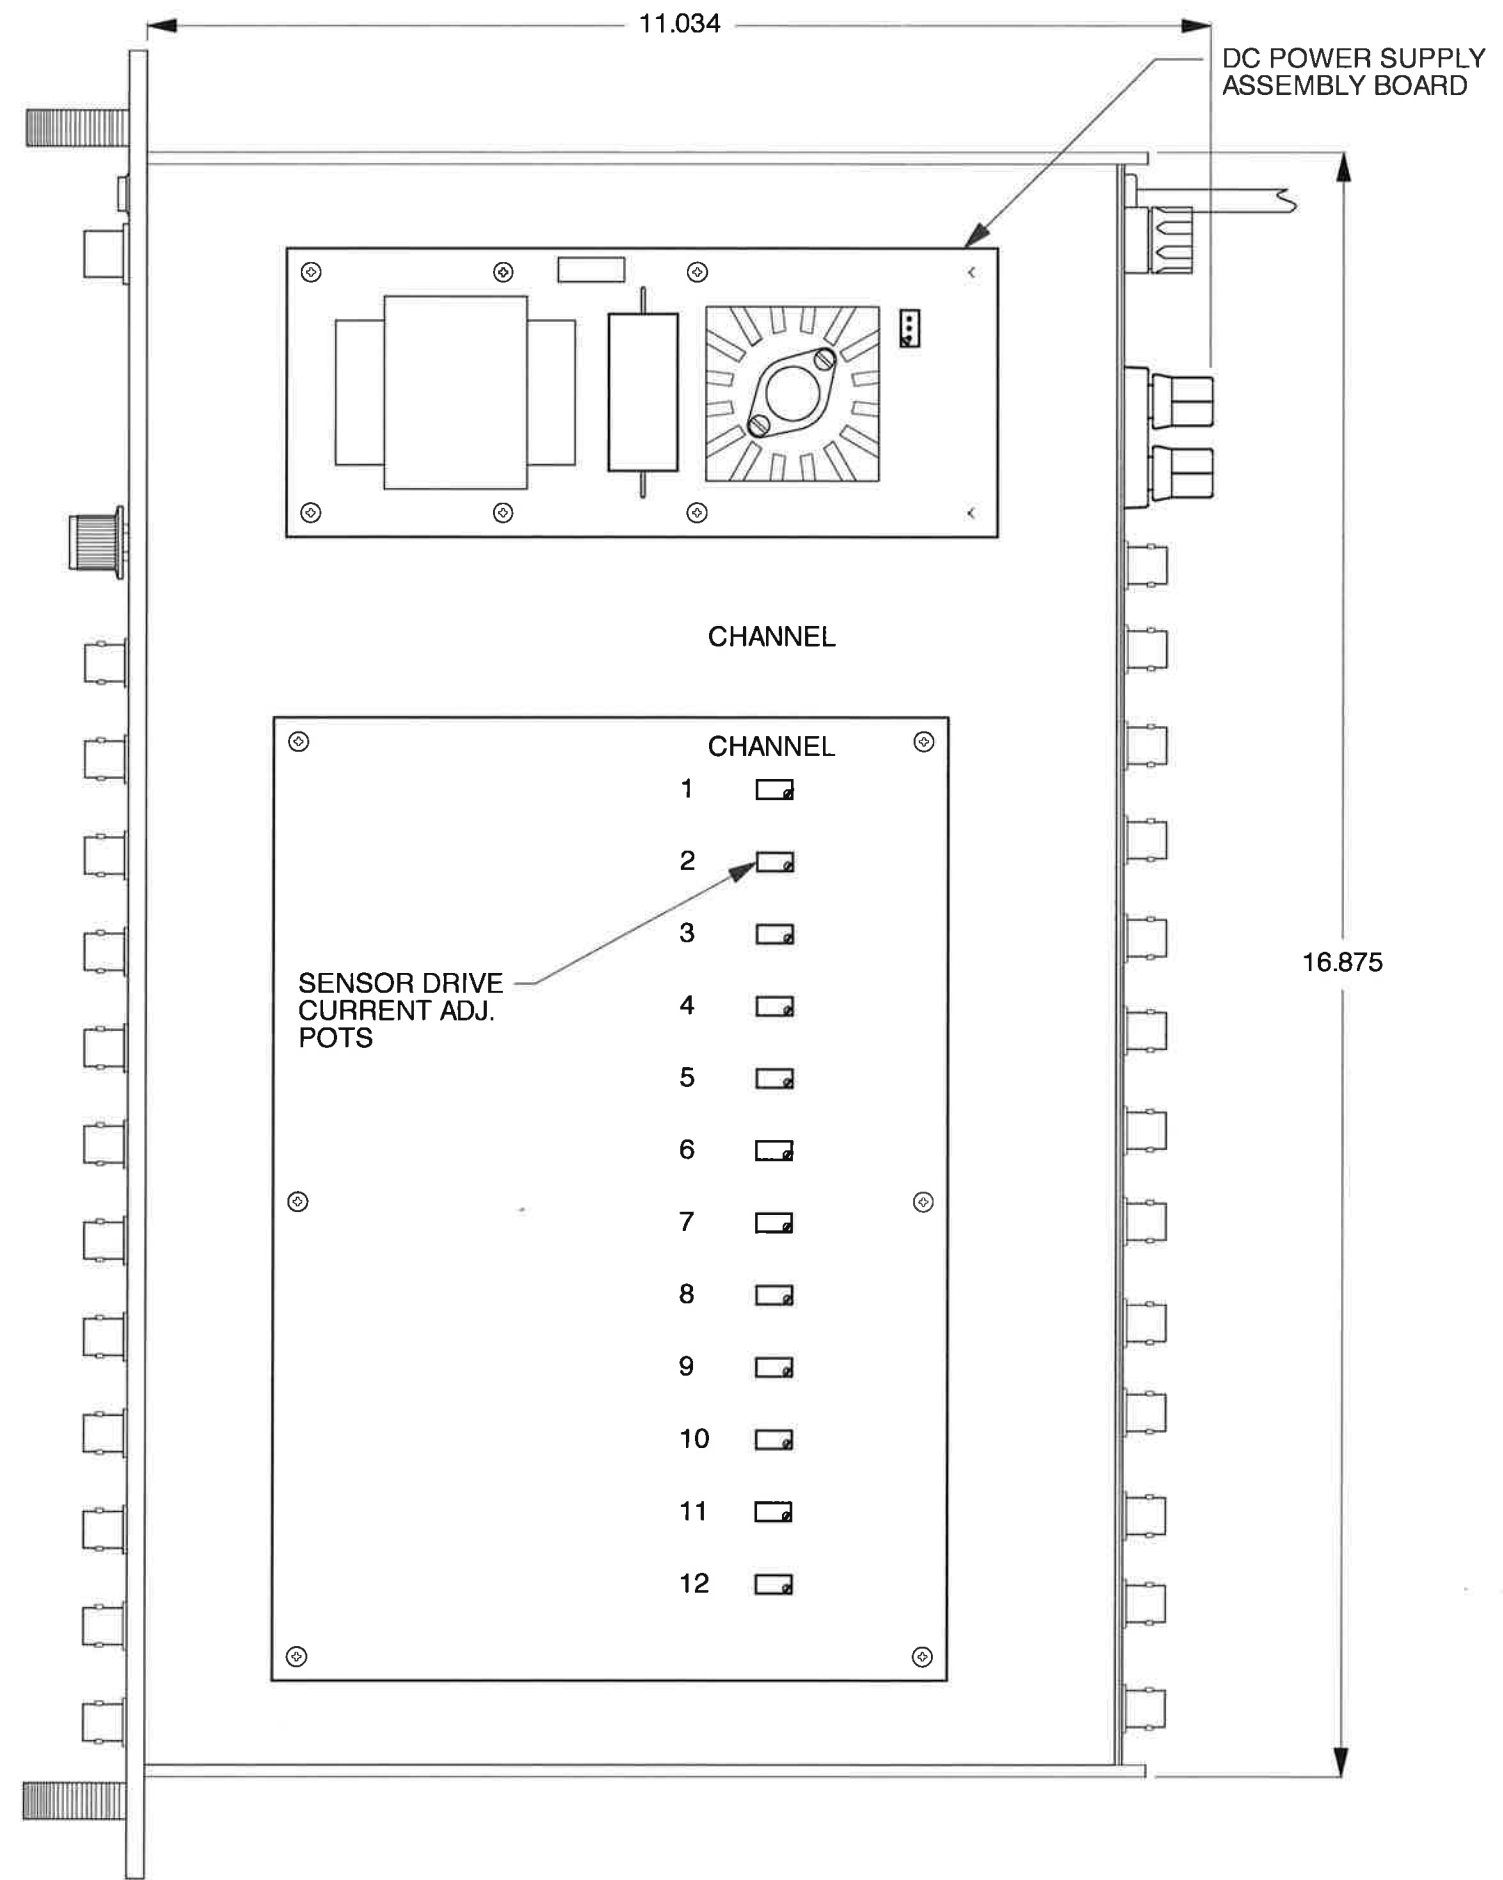 11.034
DC POWER SUPPLY
ASSEMBLY BOARD
CHANNEL
CHANNEL
1
2
3
SENSOR DRIVE
CURRENT ADJ.
POTS
16.875
4
5
6
7
8
9
10
11
12